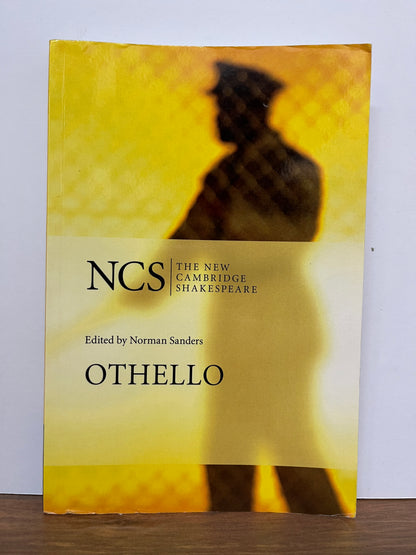 NCS
THE NEW
CAMBRIDGE
SHAKESPEARE
Edited by Norman Sanders
OTHELLO